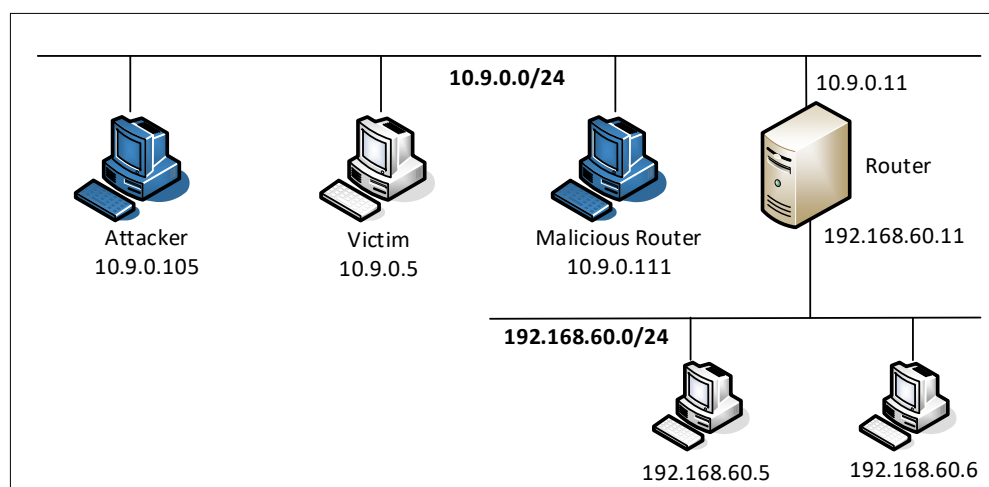 10.9.0.0/24
10.9.0.11
Router
192.168.60.11
Attacker
10.9.0.105
Victim
10.9.0.5
Malicious Router
10.9.0.111
192.168.60.0/24
192.168.60.5
192.168.60.6